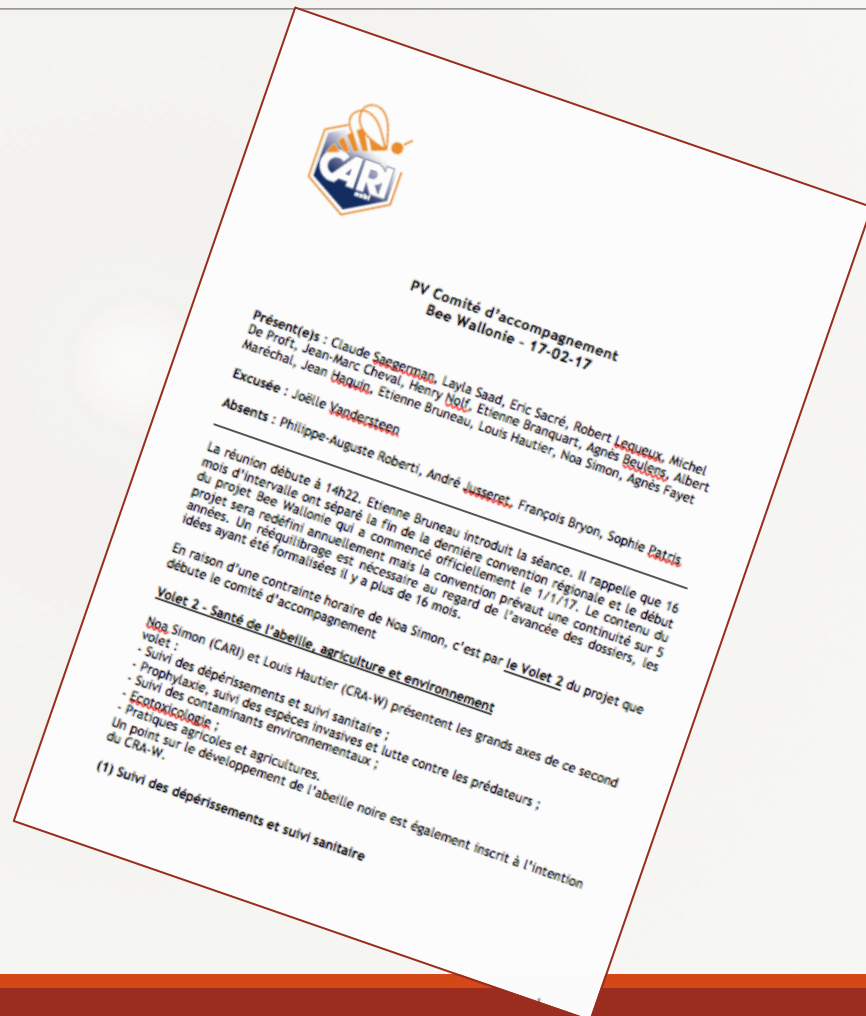 CARI
asbl
PV Comité d'accompagnement
Bee Wallonie - 17-02-17
Présent(e)s : Claude Saegerman, Layla Saad, Eric Sacré, Robert Lequeux, Michel
De Proft, Jean-Marc Cheval, Henry Nolf, Etienne Branquart, Agnès Beulens, Albert
Maréchal, Jean Haquin, Etienne Bruneau, Louis Hautier, Noa Simon, Agnès Fayet
Excusée : Joëlle Vandersteen
Absents : Philippe-Auguste Roberti, André Jusseret, François Bryon, Sophie Patris
La réunion débute à 14h22. Etienne Bruneau introduit la séance. Il rappelle que 16
mois d'intervalle ont séparé la fin de la dernière convention régionale et le début
du projet Bee Wallonie qui a commencé officiellement le 1/1/17. Le contenu du
projet sera redéfini annuellement mais la convention prévaut une continuité sur 5
années. Un rééquilibrage est nécessaire au regard de l'avancée des dossiers, les
idées ayant été formalisées il y a plus de 16 mois.
En raison d'une contrainte horaire de Noa Simon, c'est par le Volet 2 du projet que
débute le comité d'accompagnement
Volet 2 - Santé de l'abeille, agriculture et environnement
Noa Simon (CARI) et Louis Hautier (CRA-W) présentent les grands axes de ce second
volet :
- Suivi des dépérissements et suivi sanitaire ;
- Prophylaxie, suivi des espèces invasives et lutte contre les prédateurs ;
- Suivi des contaminants environnementaux ;
- Ecotoxicologie ;
- Pratiques agricoles et agricultures.
Un point sur le développement de l'abeille noire est également inscrit à l'intention
du CRA-W.
(1) Suivi des dépérissements et suivi sanitaire